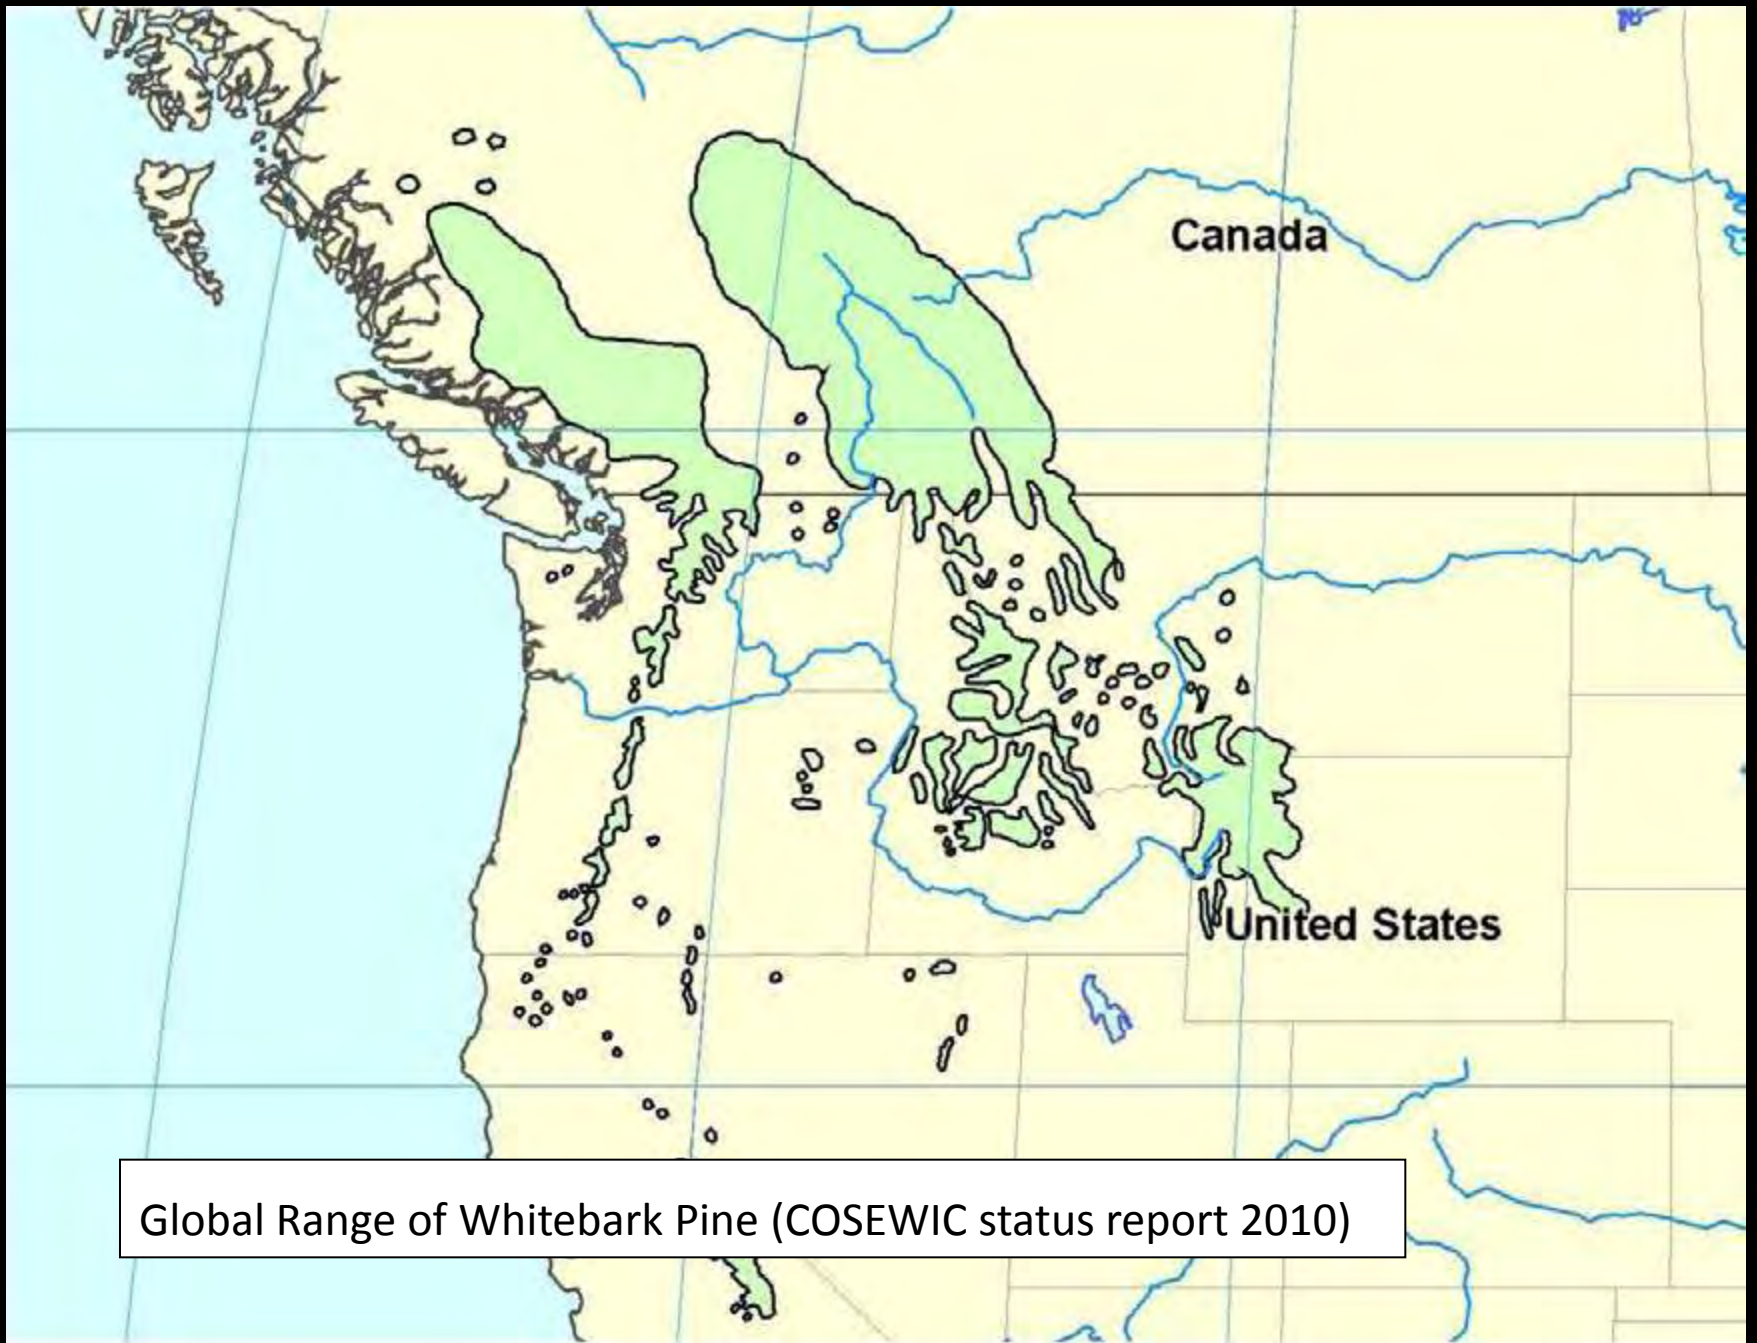 Canada
United States
Global Range of Whitebark Pine (COSEWIC status report 2010)